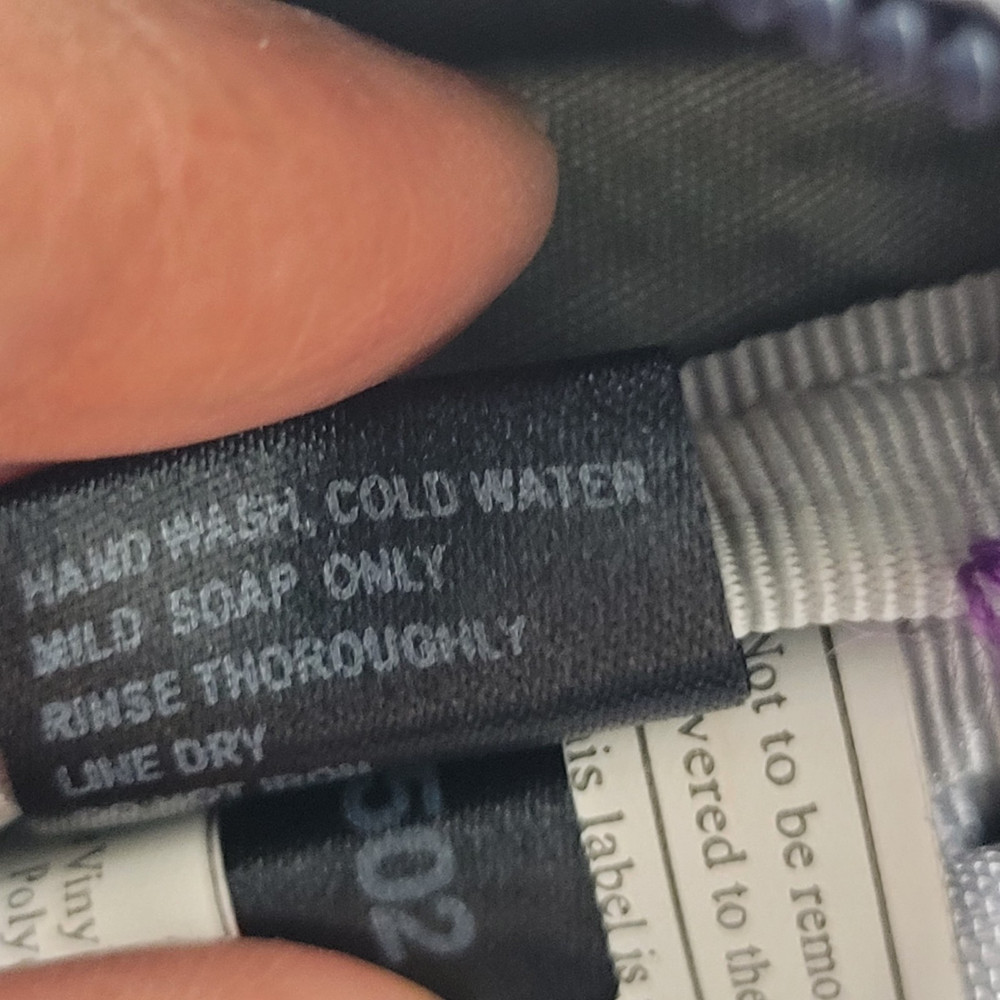 HAND WASH, COLD WATER
MILD SOAP ONLY
RINSE THOROUGHLY
LINE DRY
502
Not to be remo
vered to the
is label is
Viny
Poly